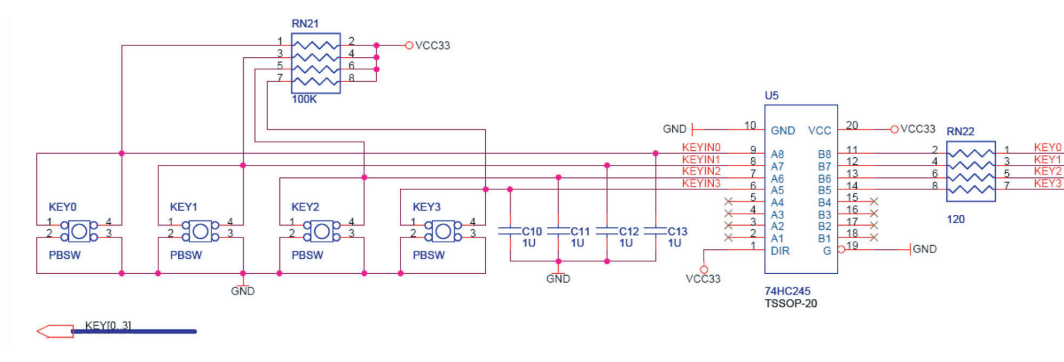 RN21
1 2 VCC33
3 4
5 6
7 8
100K
U5
GND 10 GND VCC 20 VCC33 RN22
KEYIN0 9 A8 B8 11 2 1 KEY0
KEYIN1 8 A7 B7 12 4 3 KEY1
KEYIN2 7 A6 B6 13 6 5 KEY2
KEYIN3 6 A5 B5 14 8 7 KEY3
5 A4 B4 15
4 A3 B3 16
3 A2 B2 17
2 A1 B1 18
1 DIR G 19 GND
120
VCC33
74HC245
TSSOP-20
KEY0 KEY1 KEY2 KEY3
1 4 1 4 1 4 1 4
2 3 2 3 2 3 2 3
PBSW PBSW PBSW PBSW
C10 C11 C12 C13
1U 1U 1U 1U
GND GND
KEY[0..3]